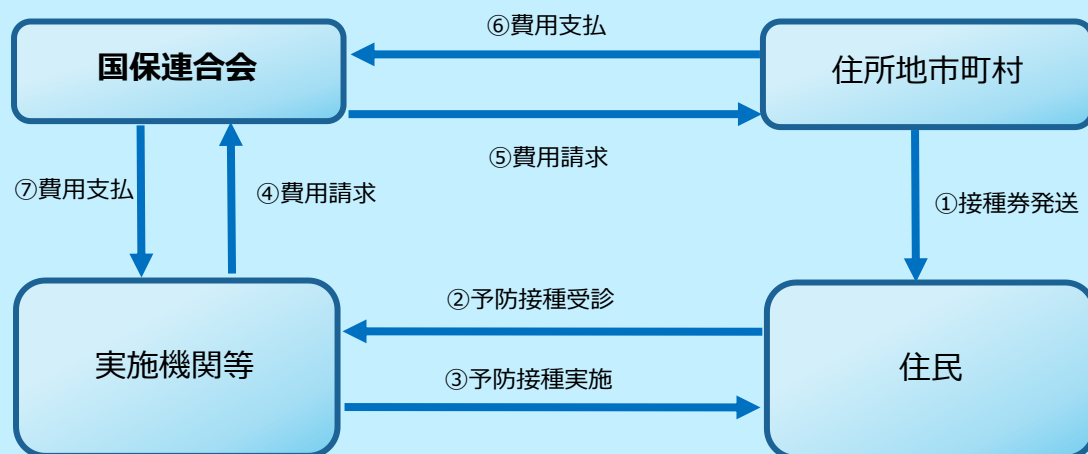 ⑥費用支払
国保連合会
住所地市町村
⑤費用請求
⑦費用支払
④費用請求
①接種券発送
②予防接種受診
実施機関等
住民
③予防接種実施